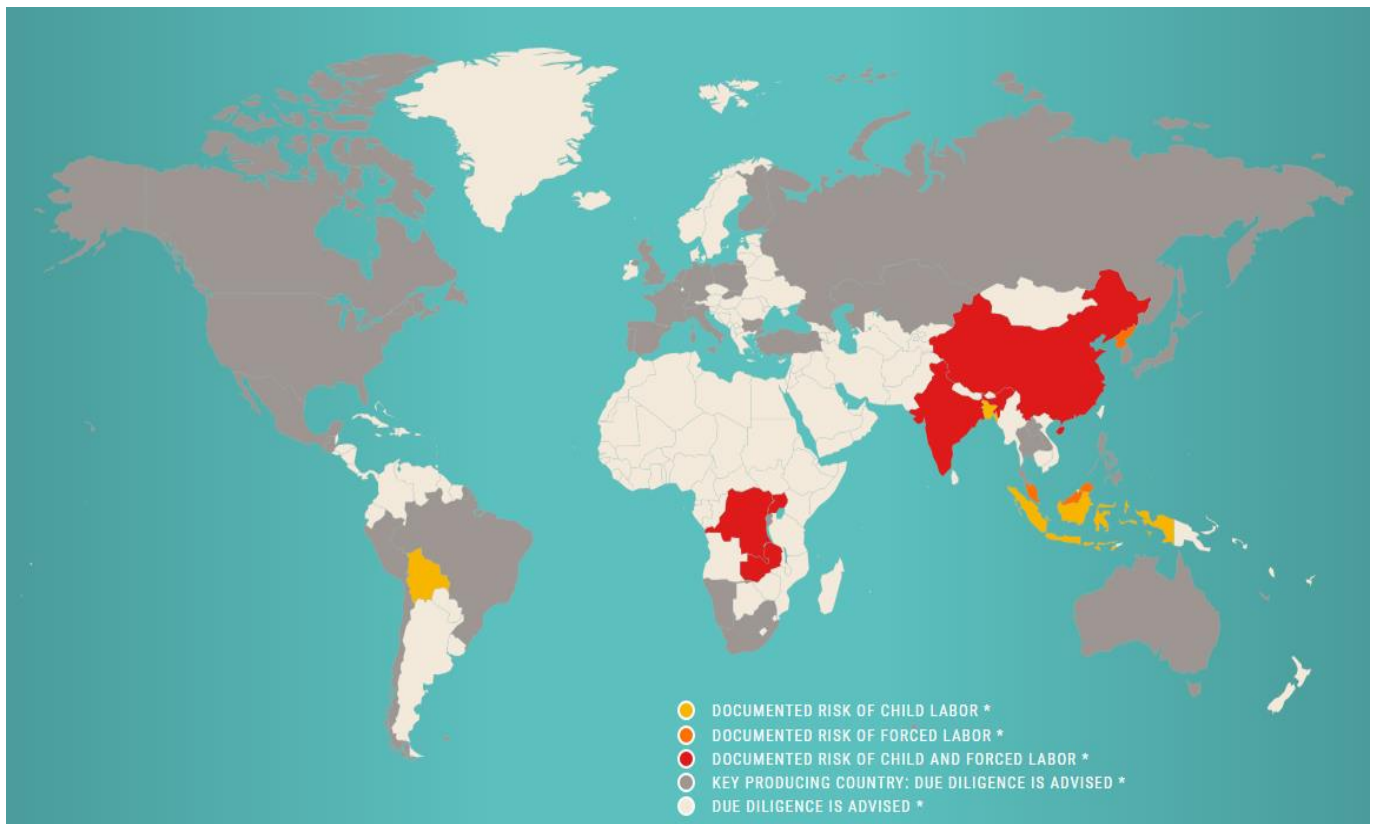 DOCUMENTED RISK OF CHILD LABOR *
DOCUMENTED RISK OF FORCED LABOR *
DOCUMENTED RISK OF CHILD AND FORCED LABOR *
KEY PRODUCING COUNTRY: DUE DILIGENCE IS ADVISED *
DUE DILIGENCE IS ADVISED *